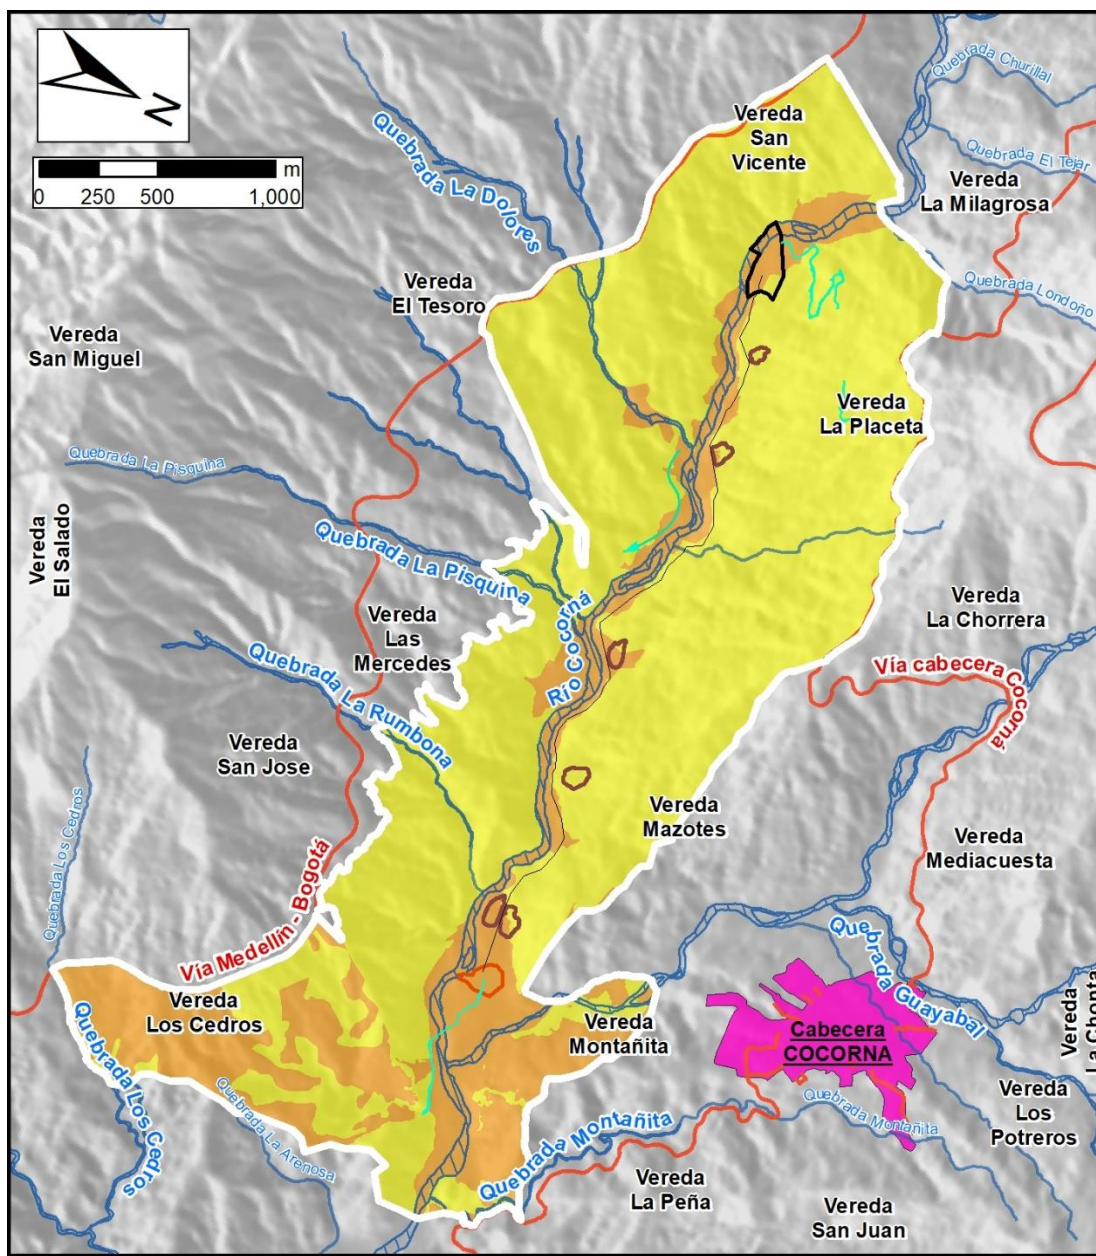 N
m
0 250 500 1,000
Quebrada Churillal
Quebrada El Tejar
Vereda
San
Vicente
Quebrada La Dolores
Vereda
La Milagrosa
Vereda
El Tesoro
Quebrada Londoño
Vereda
San Miguel
Vereda
La Placeta
Quebrada La Pisquina
Vereda
El Salado
Quebrada La Pisquina
Vereda
Las
Mercedes
Río Cocorná
Vereda
La Chorrera
Vía cabecera Cocorná
Quebrada La Rumbona
Vereda
San Jose
Vereda
Mazotes
Vereda
Mediacuesta
Quebrada Los Cedros
Vía Medellín - Bogotá
Quebrada Guayabal
Vereda
Los Cedros
Vereda
Montañita
Cabecera
COCORNA
Vereda
La Chonta
Quebrada Los Cedros
Quebrada La Arenosa
Quebrada Montañita
Quebrada Montañita
Vereda
Los
Potreros
Vereda
La Peña
Vereda
San Juan